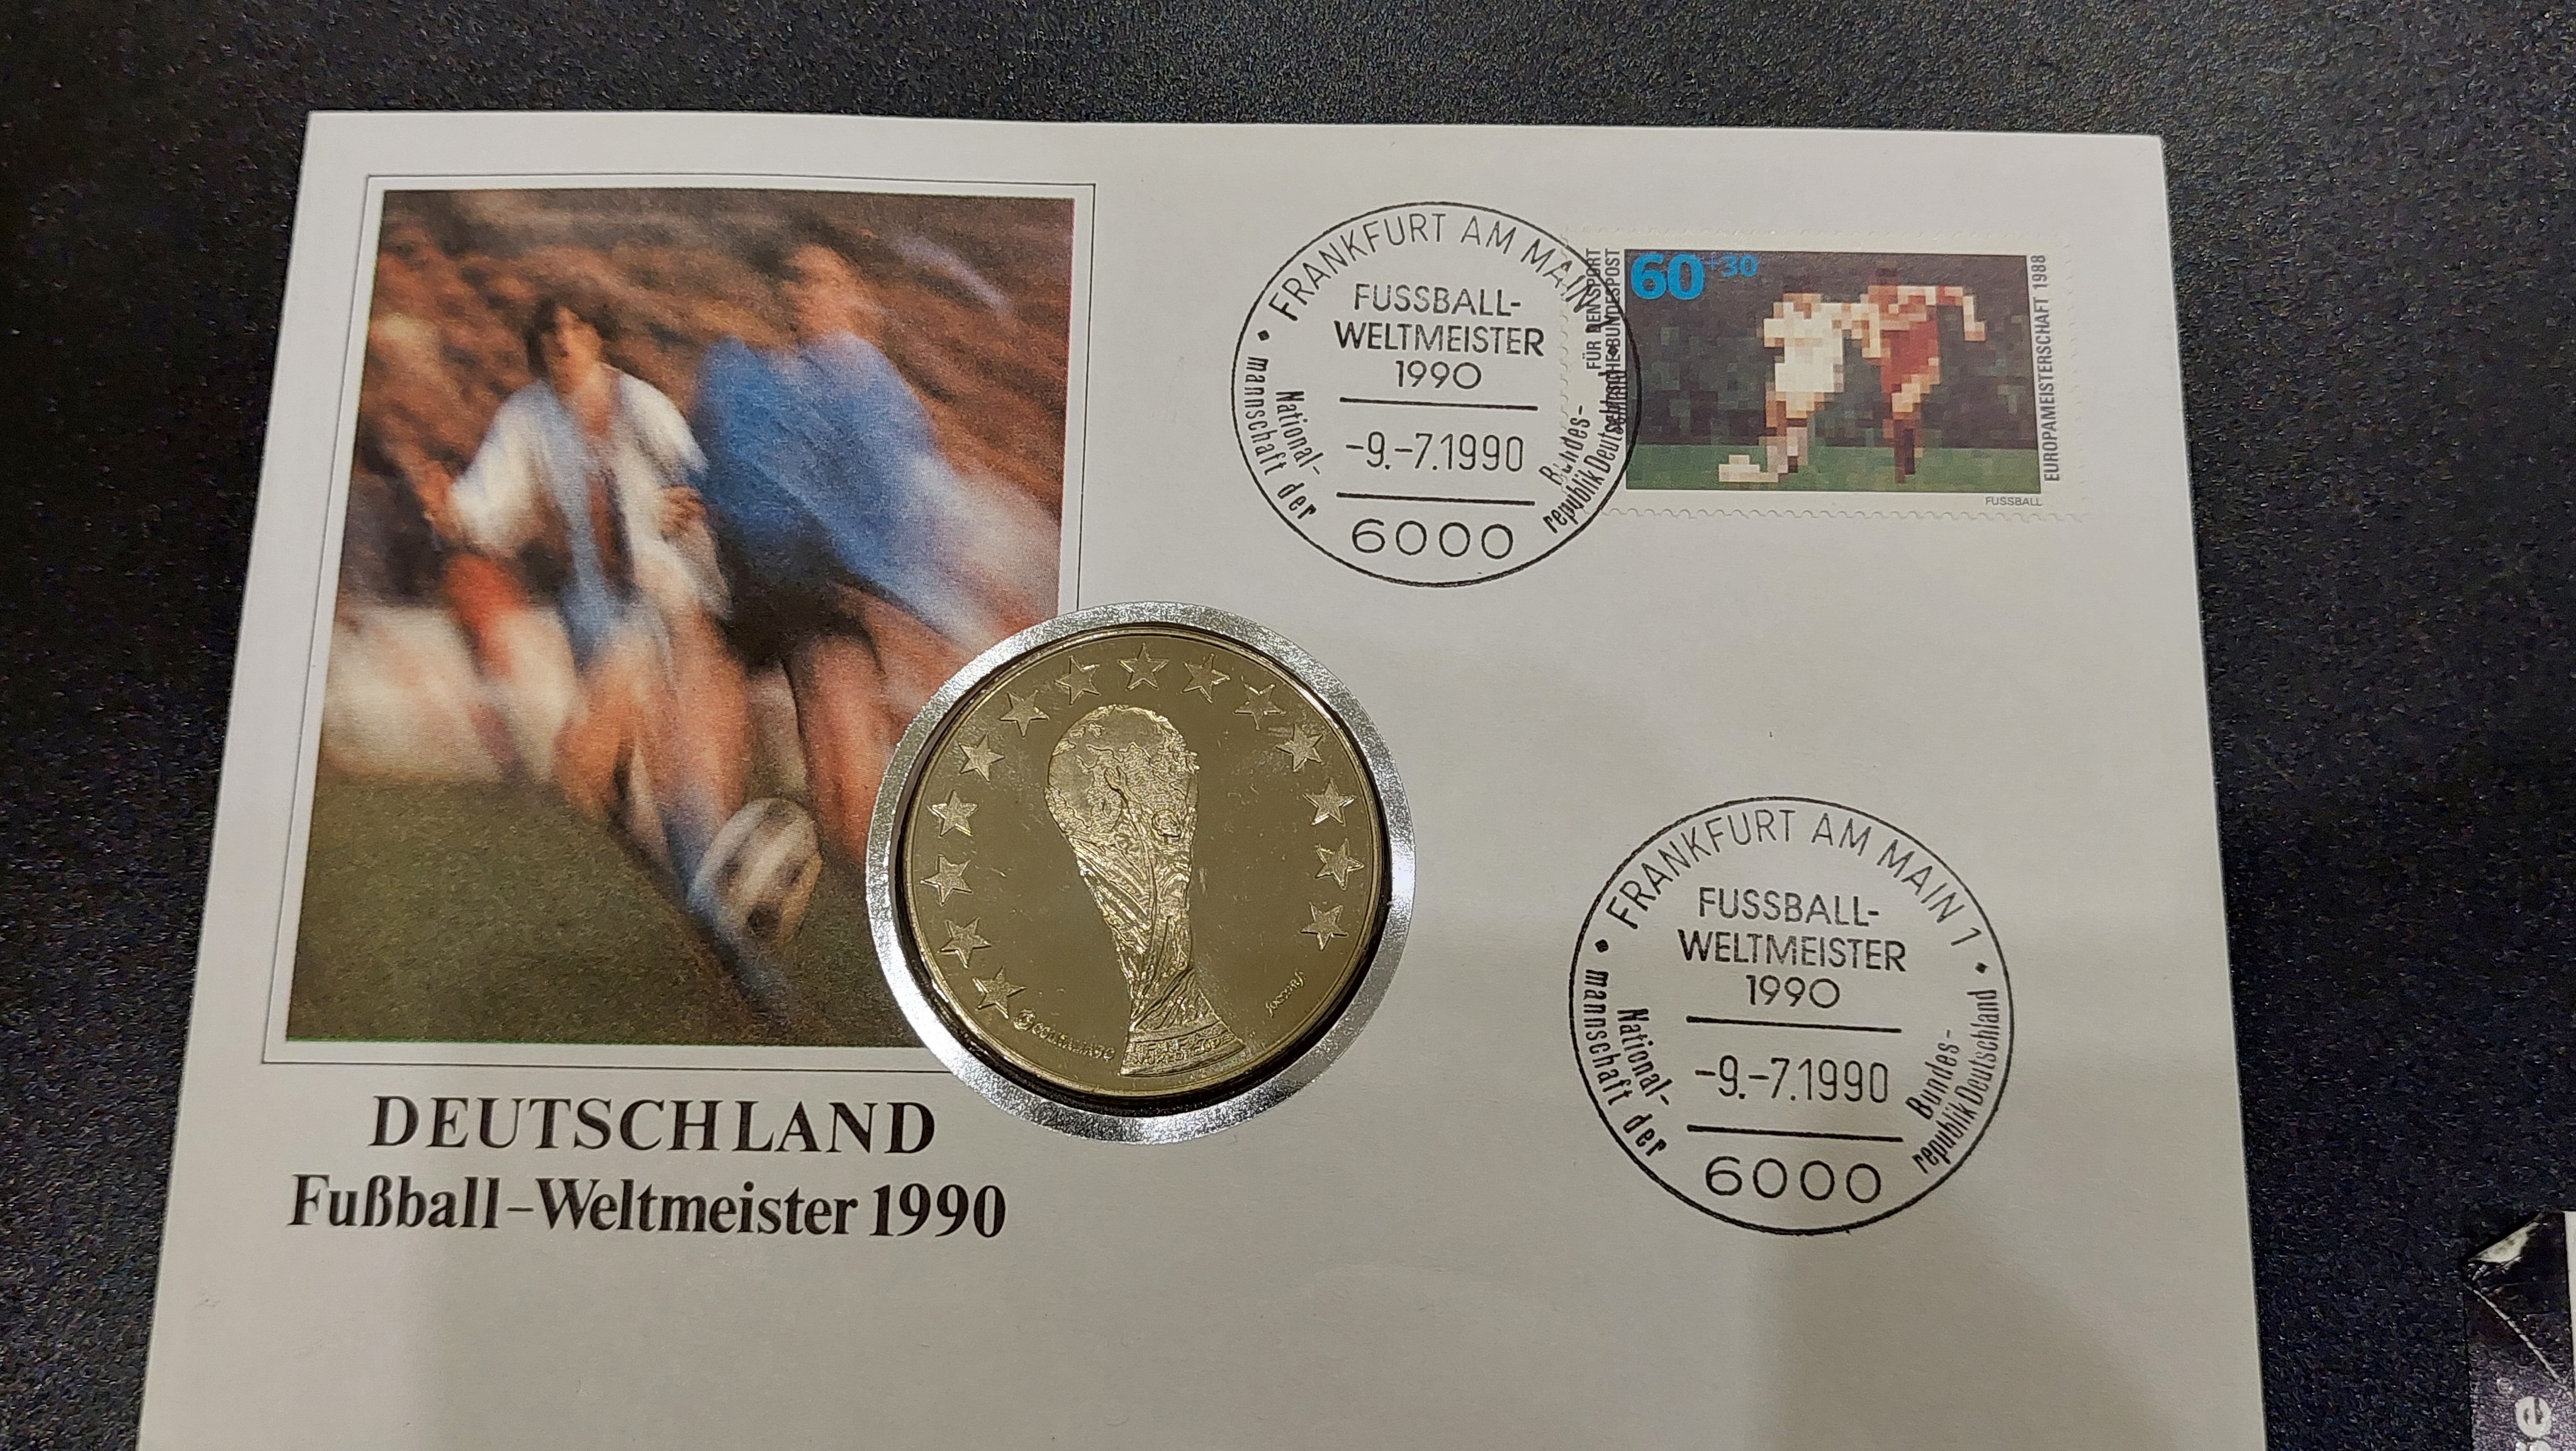 FRANKFURT AM MAIN
FUSSBALL-
WELTMEISTER
1990
-9.-7.1990
National-
mannschaft der
Bundes-
republik Deutschland
6000
60+30
FÜR DEN SPORT
DEUTSCHE BUNDESPOST
EUROPAMEISTERSCHAFT 1988
FUSSBALL
FRANKFURT AM MAIN 1
FUSSBALL-
WELTMEISTER
1990
-9.-7.1990
National-
mannschaft der
Bundes-
republik Deutschland
6000
DEUTSCHLAND
Fußball-Weltmeister 1990